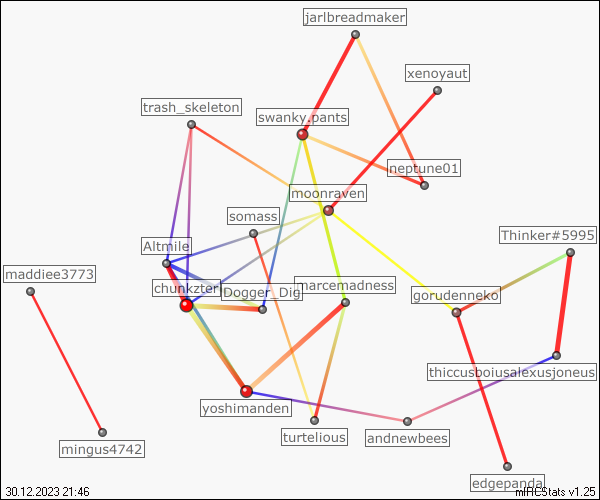 jarlbreadmaker
xenoyaut
trash_skeleton
swanky.pants
neptune01
moonraven
somass
Thinker#5995
Altmile
maddiee3773
chunkzter
Dogger_Dig
marcemadness
gorudenneko
thiccusboiusalexusjoneus
yoshimanden
turtelious
andnewbees
mingus4742
edgepanda
30.12.2023 21:46
mIRCStats v1.25